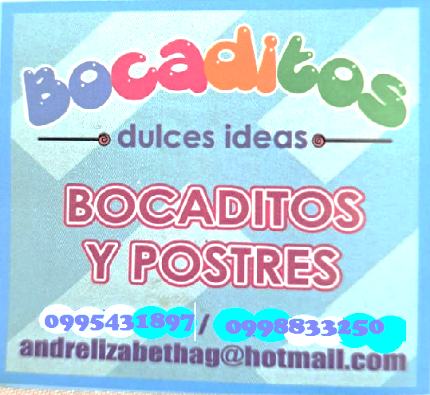 Bocaditos
dulces ideas
BOCADITOS
Y POSTRES
0995431897 / 0998833250
andrelizabethag@hotmail.com